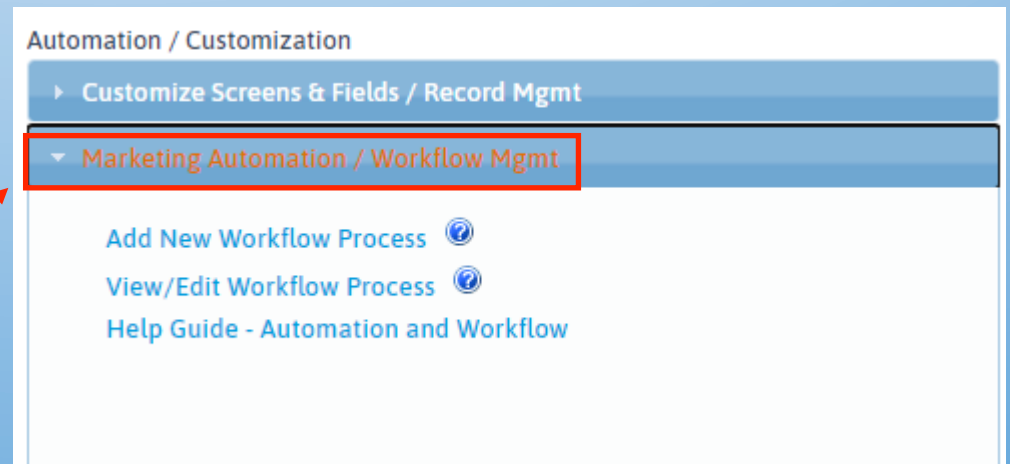 Automation / Customization
Customize Screens & Fields / Record Mgmt
Marketing Automation / Workflow Mgmt
Add New Workflow Process ?
View/Edit Workflow Process ?
Help Guide - Automation and Workflow